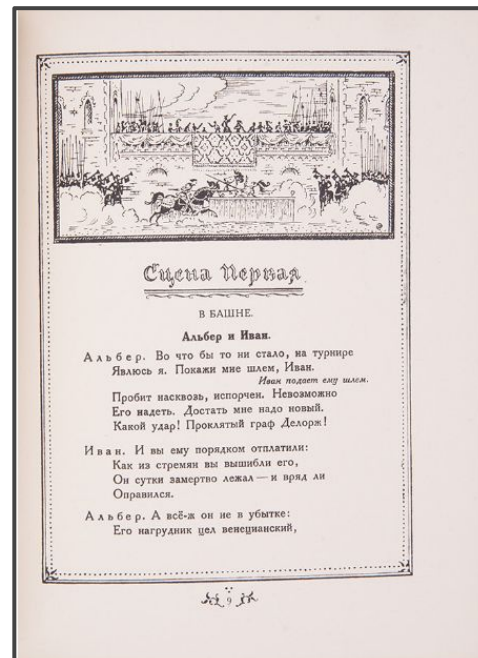 Сцена Первая
В БАШНЕ.
Альбер и Иван.
Альбер. Во что бы то ни стало, на турнире
Явлюсь я. Покажи мне шлем, Иван.
Иван подает ему шлем.
Пробит насквозь, испорчен. Невозможно
Его надеть. Достать мне надо новый.
Какой удар! Проклятый граф Делорж!
Иван. И вы ему порядком отплатили:
Как из стремян вы вышибли его,
Он сутки замертво лежал — и вряд ли
Оправился.
Альбер. А всё-ж он не в убытке:
Его нагрудник цел венецианский,
9